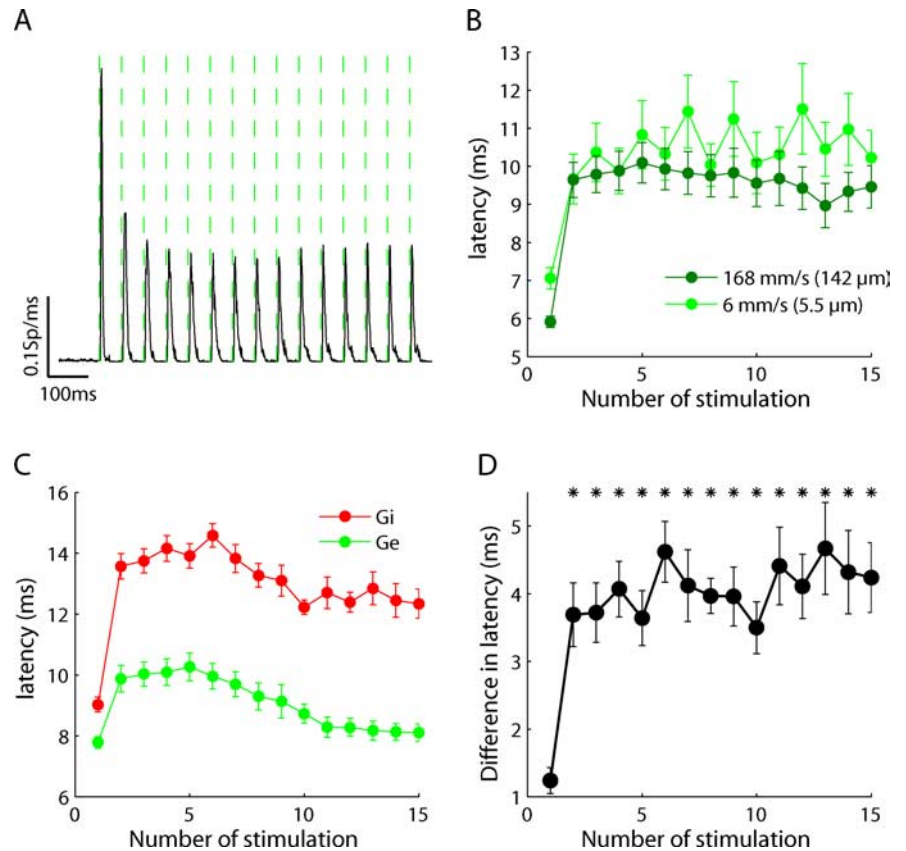 A
0.1Sp/ms
100ms
B
13
12
11
10
9
8
7
6
5
latency (ms)
168 mm/s (142 µm)
6 mm/s (5.5 µm)
0
5
10
15
Number of stimulation
C
16
14
12
10
8
6
latency (ms)
Gi
Ge
0
5
10
15
Number of stimulation
D
* * * * * * * * * * * * * *
5
4
3
2
1
Difference in latency (ms)
0
5
10
15
Number of stimulation